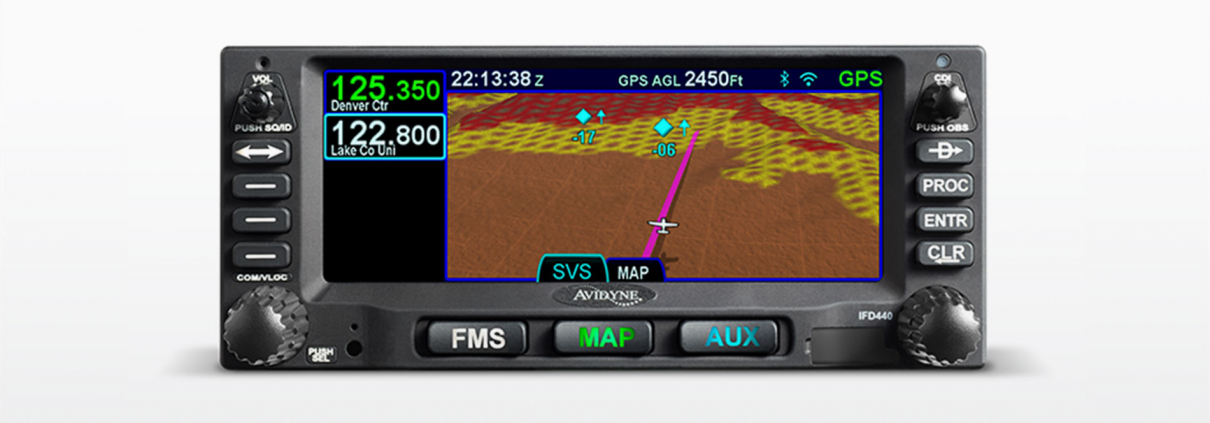 VOL
PUSH SQ/ID
COM/VLOC
PUSH
SEL
125.350
Denver Ctr
122.800
Lake Co Uni
22:13:38 Z
GPS AGL 2450Ft
GPS
-17
-06
SVS
MAP
AVIDYNE
FMS
MAP
AUX
CDI
PUSH OBS
D
PROC
ENTR
CLR
IFD440